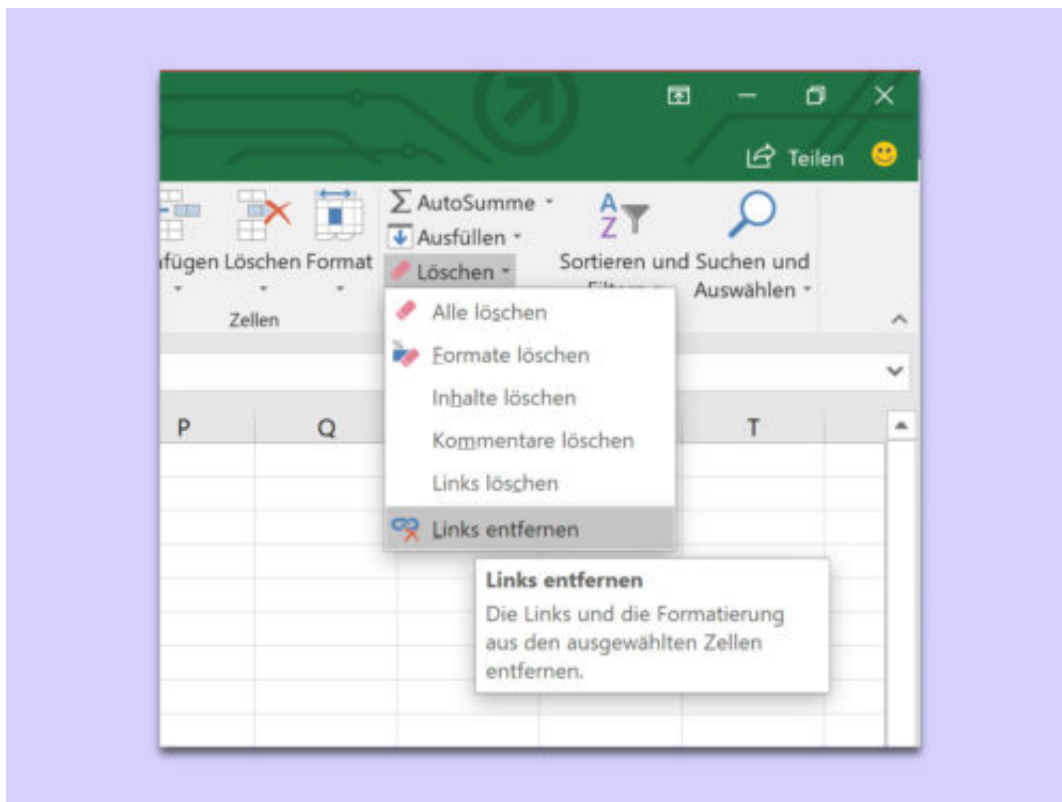 Teilen
AutoSumme
Ausfüllen
Löschen
Löschen Format
Sortieren und
Suchen und
Auswählen
Zellen
Alle löschen
Formate löschen
Inhalte löschen
Kommentare löschen
Links löschen
Links entfernen
P Q T
Links entfernen
Die Links und die Formatierung
aus den ausgewählten Zellen
entfernen.